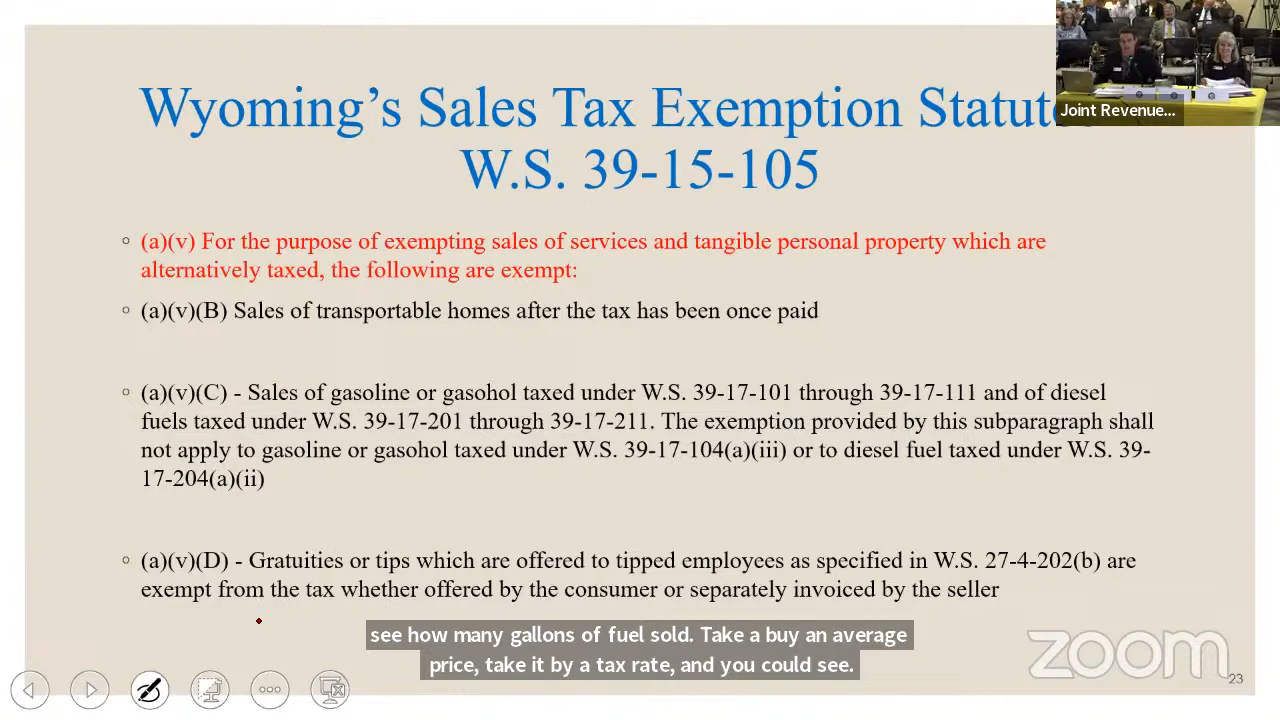 Wyoming’s Sales Tax Exemption Statute
W.S. 39-15-105
Joint Revenue...
(a)(v) For the purpose of exempting sales of services and tangible personal property which are
alternatively taxed, the following are exempt:
(a)(v)(B) Sales of transportable homes after the tax has been once paid
(a)(v)(C) - Sales of gasoline or gasohol taxed under W.S. 39-17-101 through 39-17-111 and of diesel
fuels taxed under W.S. 39-17-201 through 39-17-211. The exemption provided by this subparagraph shall
not apply to gasoline or gasohol taxed under W.S. 39-17-104(a)(iii) or to diesel fuel taxed under W.S. 39-
17-204(a)(ii)
(a)(v)(D) - Gratuities or tips which are offered to tipped employees as specified in W.S. 27-4-202(b) are
exempt from the tax whether offered by the consumer or separately invoiced by the seller
see how many gallons of fuel sold. Take a buy an average
price, take it by a tax rate, and you could see.
zoom
23